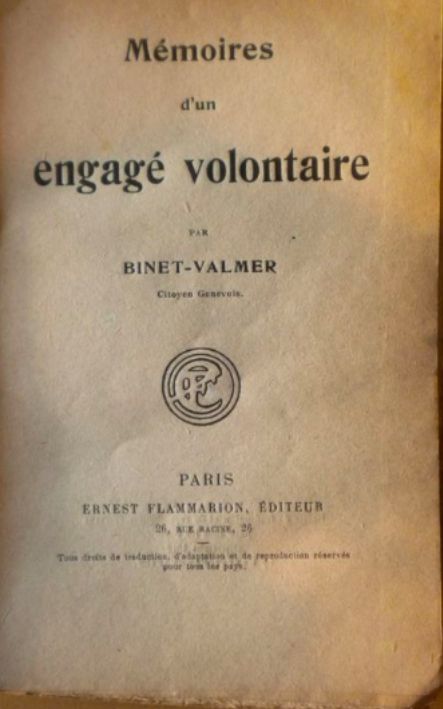 Mémoires
d'un
engagé volontaire
PAR
BINET-VALMER
Citoyen Genevois.
PARIS
ERNEST FLAMMARION, ÉDITEUR
26, RUE RACINE, 26
Tous droits de traduction, d'adaptation et de reproduction réservés
pour tous les pays.